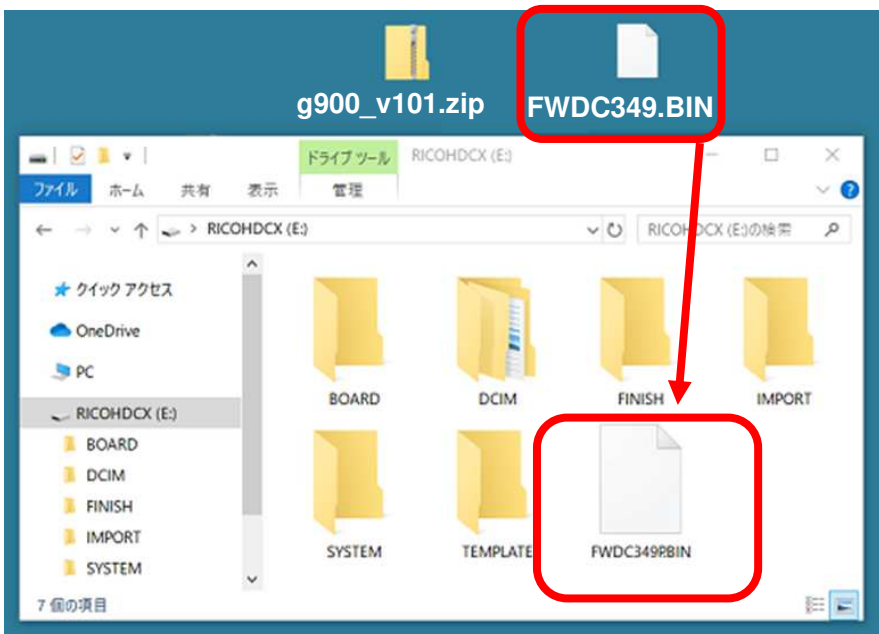 g900_v101.zip
FWDC349.BIN
ドライブ ツール
RICOHDCX (E:)
ファイル
ホーム
共有
表示
管理
RICOHDCX (E:)
RICOHDCX (E:)の検索
クイック アクセス
OneDrive
PC
RICOHDCX (E:)
BOARD
DCIM
FINISH
IMPORT
SYSTEM
BOARD
DCIM
FINISH
IMPORT
SYSTEM
TEMPLATE
FWDC349P.BIN
7 個の項目